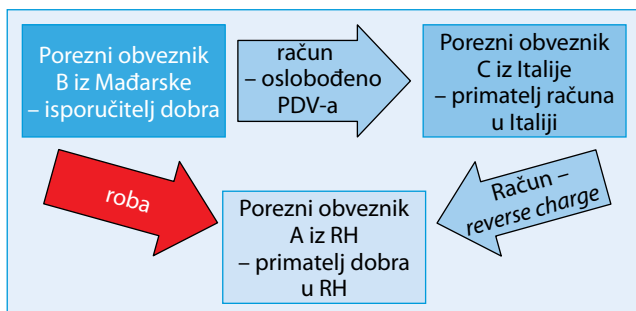 Porezni obveznik
B iz Mađarske
– isporučitelj dobra
račun
– oslobođeno
PDV-a
Porezni obveznik
C iz Italije
– primatelj računa
u Italiji
roba
Porezni obveznik
A iz RH
– primatelj dobra
u RH
Račun –
reverse charge